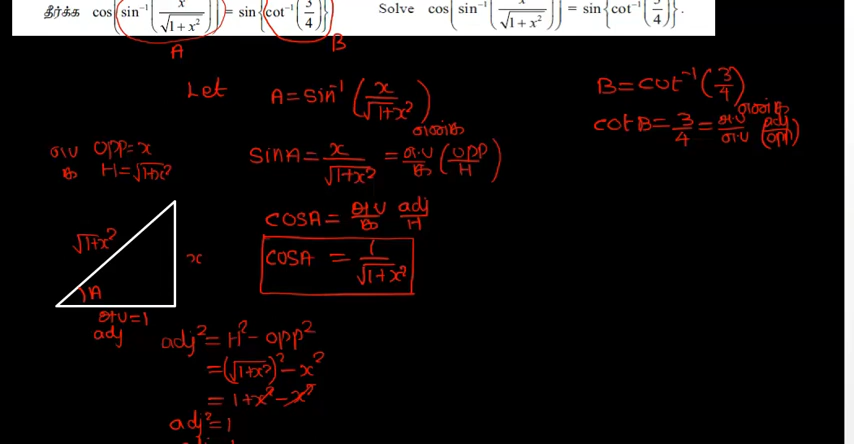 தீர்க்க cos{sin⁻¹(x/√(1+x²))} = sin{cot⁻¹(3/4)}
Solve cos(sin⁻¹(x/√(1+x²))) = sin{cot⁻¹(3/4)}.
A
B
Let A = sin⁻¹(x/√(1+x²))
எண்க
எ.ப opp = x
க H = √(1+x²)
sin A = x/√(1+x²) = எ.ப/க (opp/H)
cos A = அ.ப/க adj/H
cos A = 1/√(1+x²)
√(1+x²)
x
A
அ.ப = 1
adj
adj² = H² - opp²
= (√(1+x²))² - x²
= 1 + x² - x²
adj² = 1
B = cot⁻¹(3/4)
எண்க
cot B = 3/4 = அ.ப/எ.ப (adj/opp)